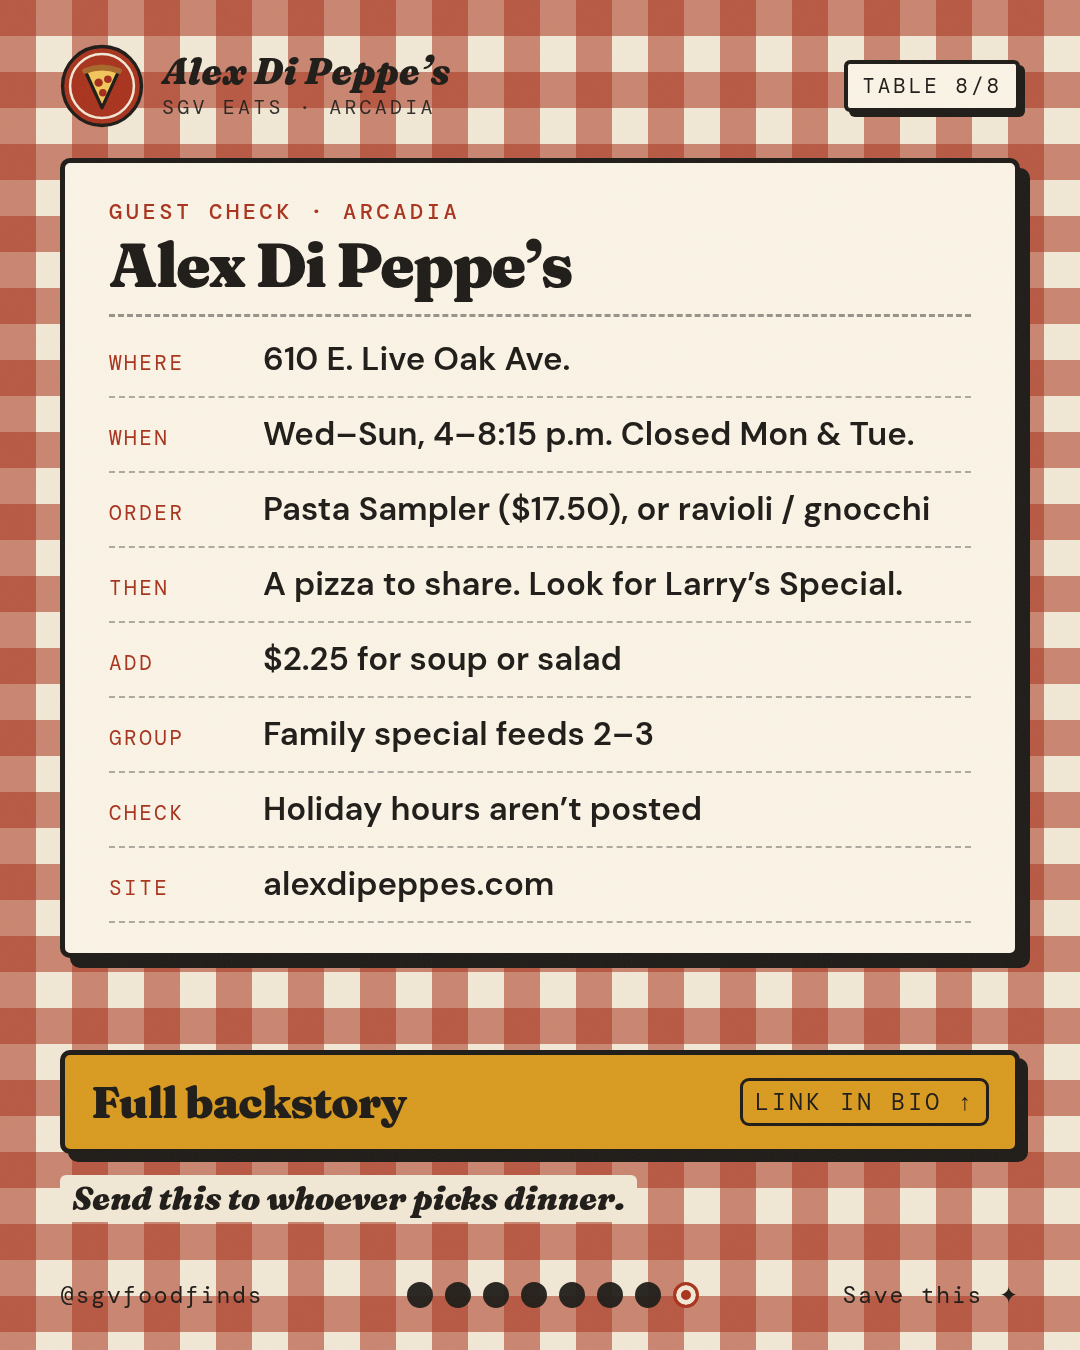 Alex Di Peppe’s
SGV EATS · ARCADIA
TABLE 8/8
GUEST CHECK · ARCADIA
Alex Di Peppe’s
WHERE 610 E. Live Oak Ave.
WHEN Wed–Sun, 4–8:15 p.m. Closed Mon & Tue.
ORDER Pasta Sampler ($17.50), or ravioli / gnocchi
THEN A pizza to share. Look for Larry’s Special.
ADD $2.25 for soup or salad
GROUP Family special feeds 2–3
CHECK Holiday hours aren’t posted
SITE alexdipeppes.com
Full backstory
LINK IN BIO ↑
Send this to whoever picks dinner.
@sgvfoodfinds
Save this ✦